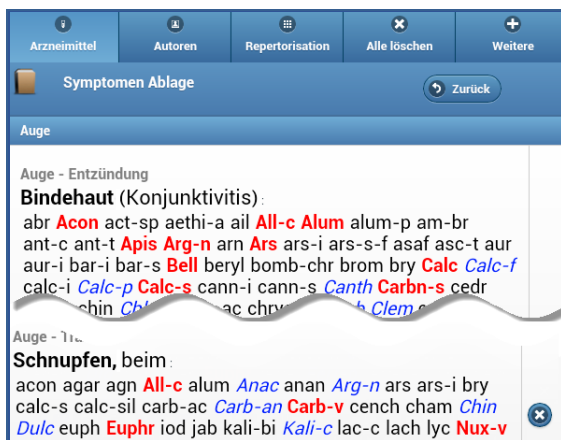 Arzneimittel Autoren Repertorisation Alle löschen Weitere
Symptomen Ablage
Zurück
Auge
Auge - Entzündung
Bindehaut (Konjunktivitis) :
abr Acon act-sp aethi-a ail All-c Alum alum-p am-br
ant-c ant-t Apis Arg-n arn Ars ars-i ars-s-f asaf asc-t aur
aur-i bar-i bar-s Bell beryl bomb-chr brom bry Calc Calc-f
calc-i Calc-p Calc-s cann-i cann-s Canth Carbn-s cedr
chin Clem
Auge -
Schnupfen, beim :
acon agar agn All-c alum Anac anan Arg-n ars ars-i bry
calc-s calc-sil carb-ac Carb-an Carb-v cench cham Chin
Dulc euph Euphr iod jab kali-bi Kali-c lac-c lach lyc Nux-v